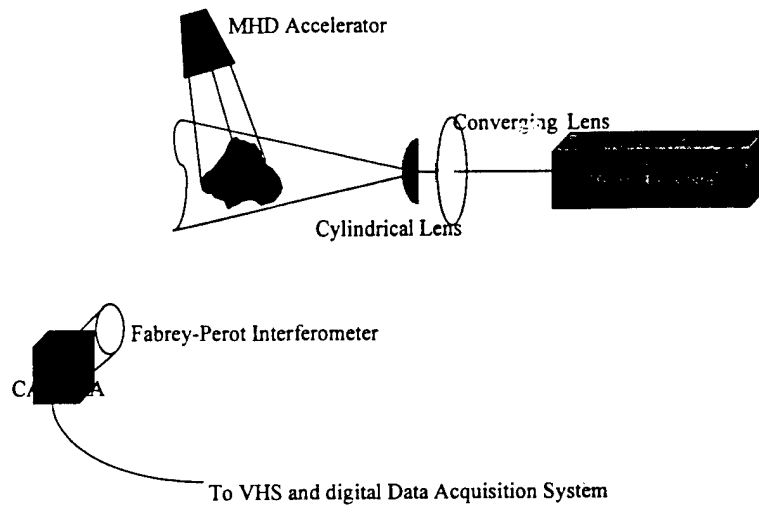 MHD Accelerator
Converging Lens
Cylindrical Lens
Fabrey-Perot Interferometer
To VHS and digital Data Acquisition System